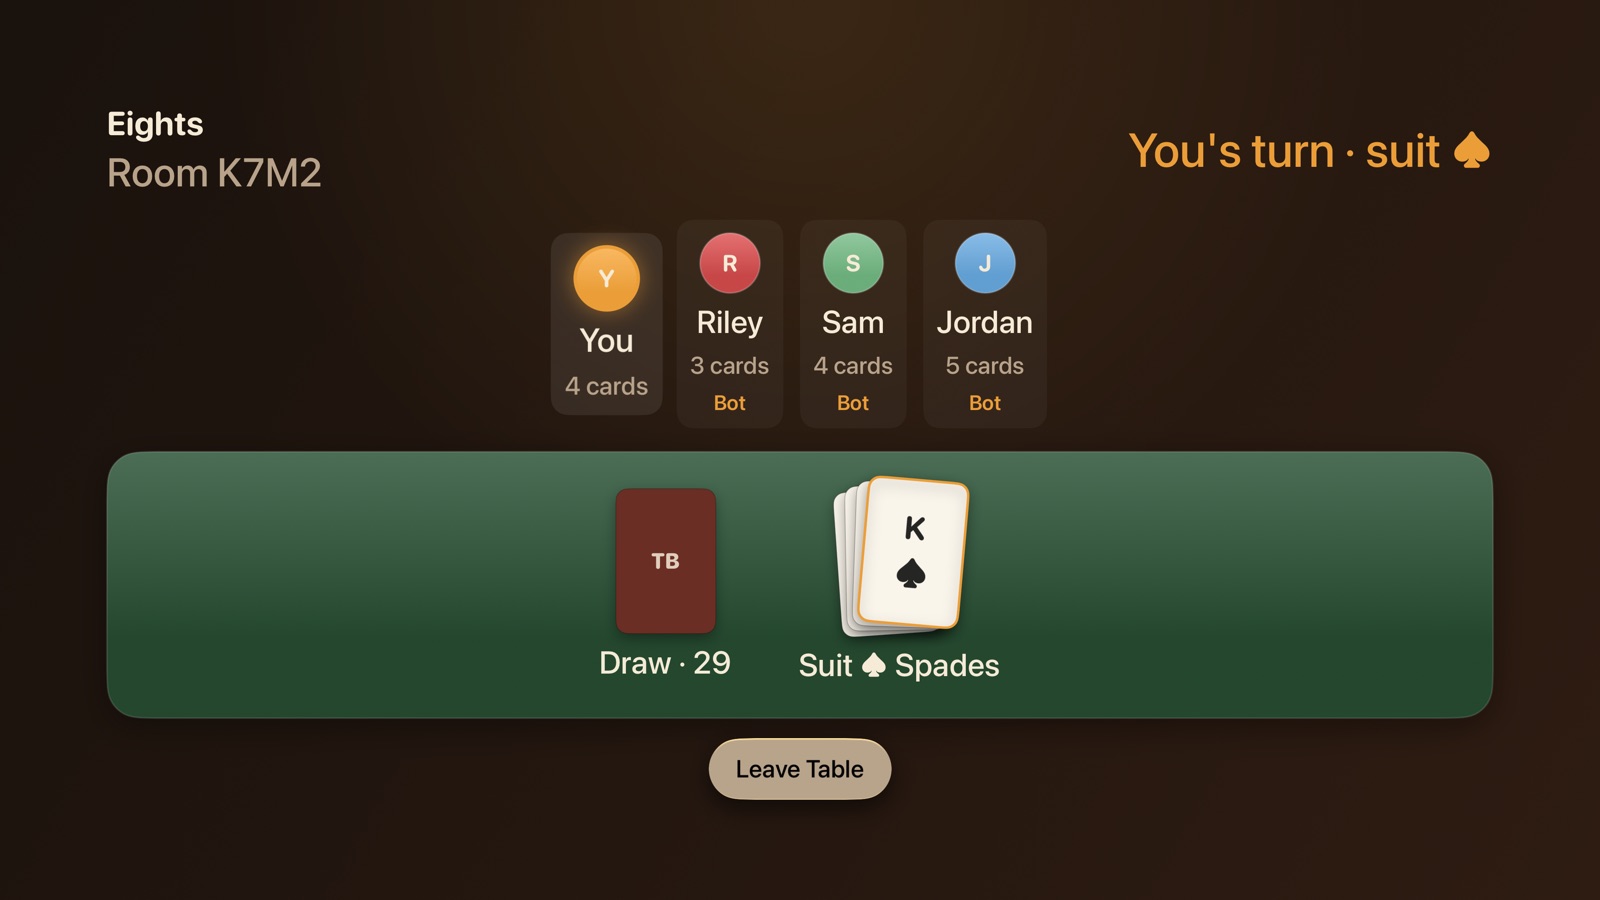 Eights
Room K7M2
You's turn · suit ♠
Y
You
4 cards
R
Riley
3 cards
Bot
S
Sam
4 cards
Bot
J
Jordan
5 cards
Bot
TB
Draw · 29
K
♠
Suit ♠ Spades
Leave Table